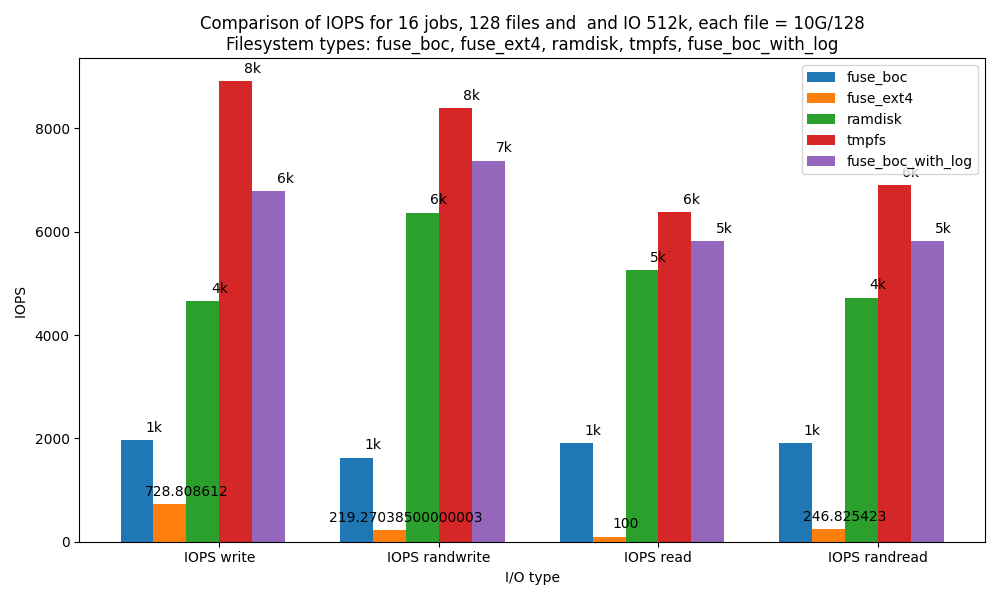 Comparison of IOPS for 16 jobs, 128 files and  and IO 512k, each file = 10G/128
Filesystem types: fuse_boc, fuse_ext4, ramdisk, tmpfs, fuse_boc_with_log
fuse_boc
fuse_ext4
ramdisk
tmpfs
fuse_boc_with_log
IOPS
8000
6000
4000
2000
0
1k
728.808612
4k
8k
6k
1k
219.27038500000003
6k
8k
7k
1k
100
5k
6k
5k
1k
246.825423
4k
6k
5k
IOPS write
IOPS randwrite
IOPS read
IOPS randread
I/O type